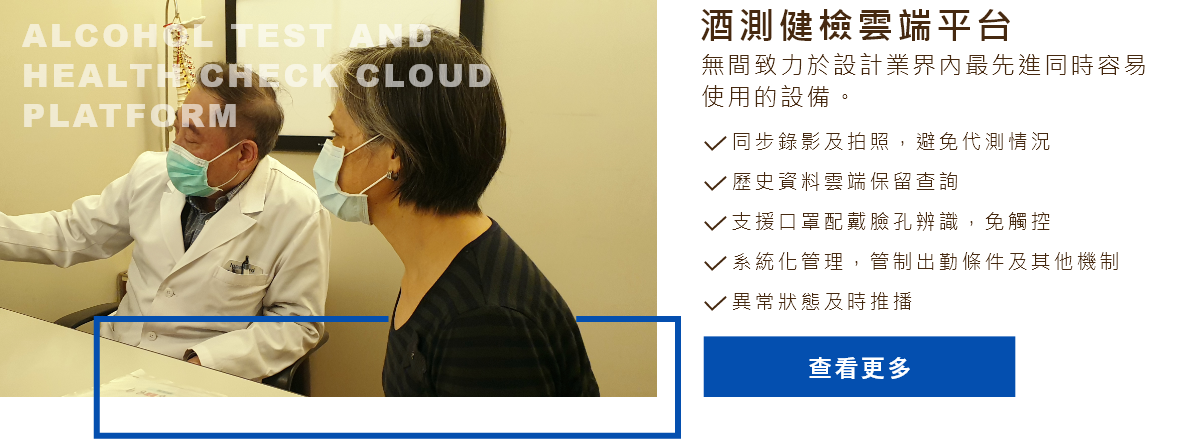 ALCOHOL TEST AND
HEALTH CHECK CLOUD
PLATFORM
酒測健檢雲端平台
無間致力於設計業界內最先進同時容易
使用的設備。
同步錄影及拍照，避免代測情況
歷史資料雲端保留查詢
支援口罩配戴臉孔辨識，免觸控
系統化管理，管制出勤條件及其他機制
異常狀態及時推播
查看更多